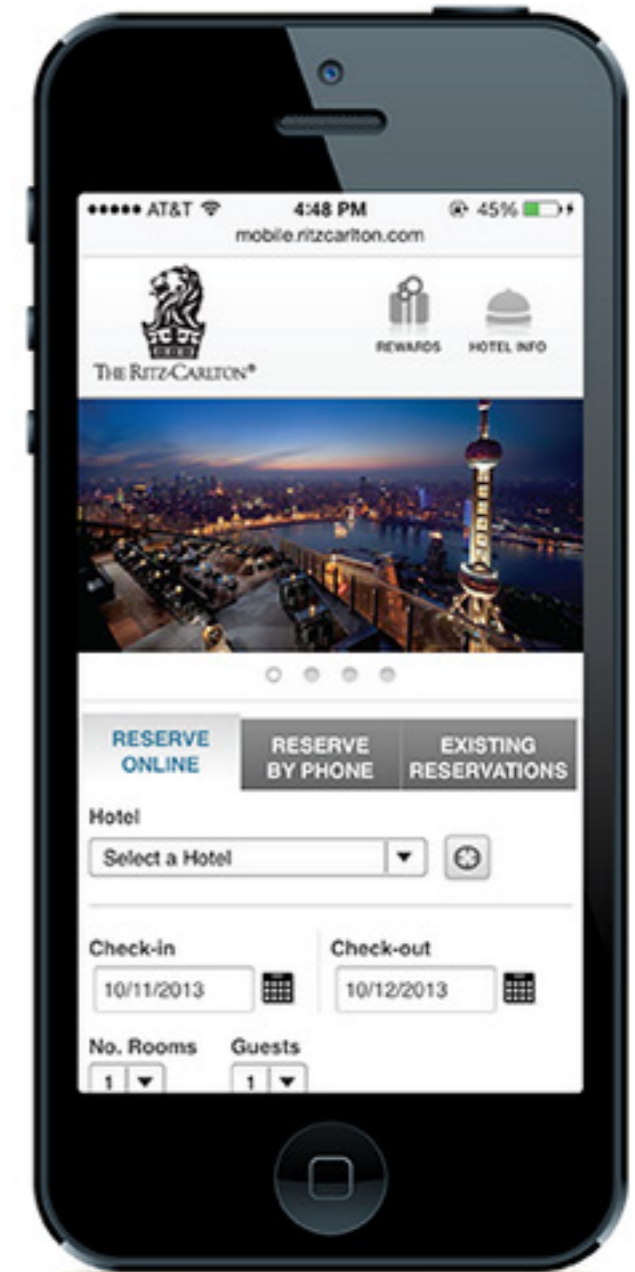 AT&T 4:48 PM 45%
mobile.ritzcarlton.com
THE RITZ-CARLTON®
REWARDS HOTEL INFO
RESERVE ONLINE
RESERVE BY PHONE
EXISTING RESERVATIONS
Hotel
Select a Hotel
Check-in Check-out
10/11/2013 10/12/2013
No. Rooms Guests
1 1